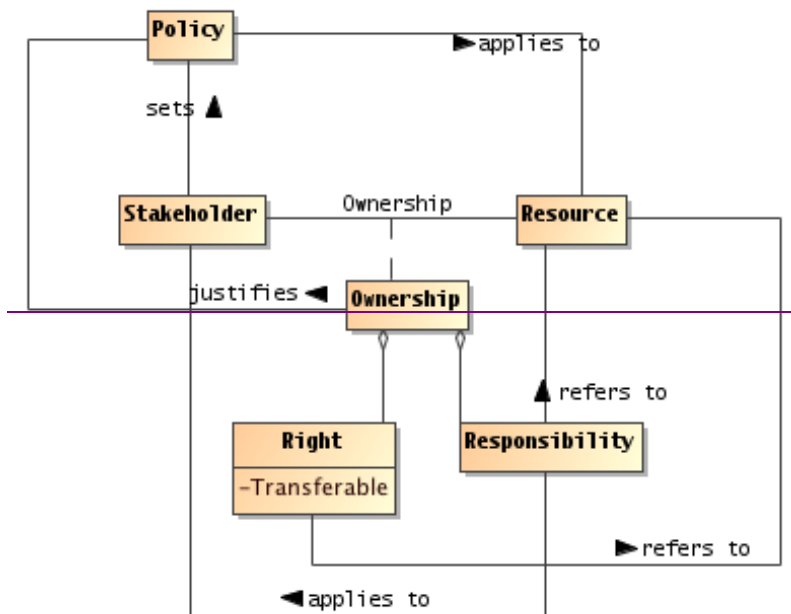 Policy
applies to
sets
Stakeholder
Ownership
Resource
justifies
Ownership
refers to
Right
Responsibility
-Transferable
refers to
applies to